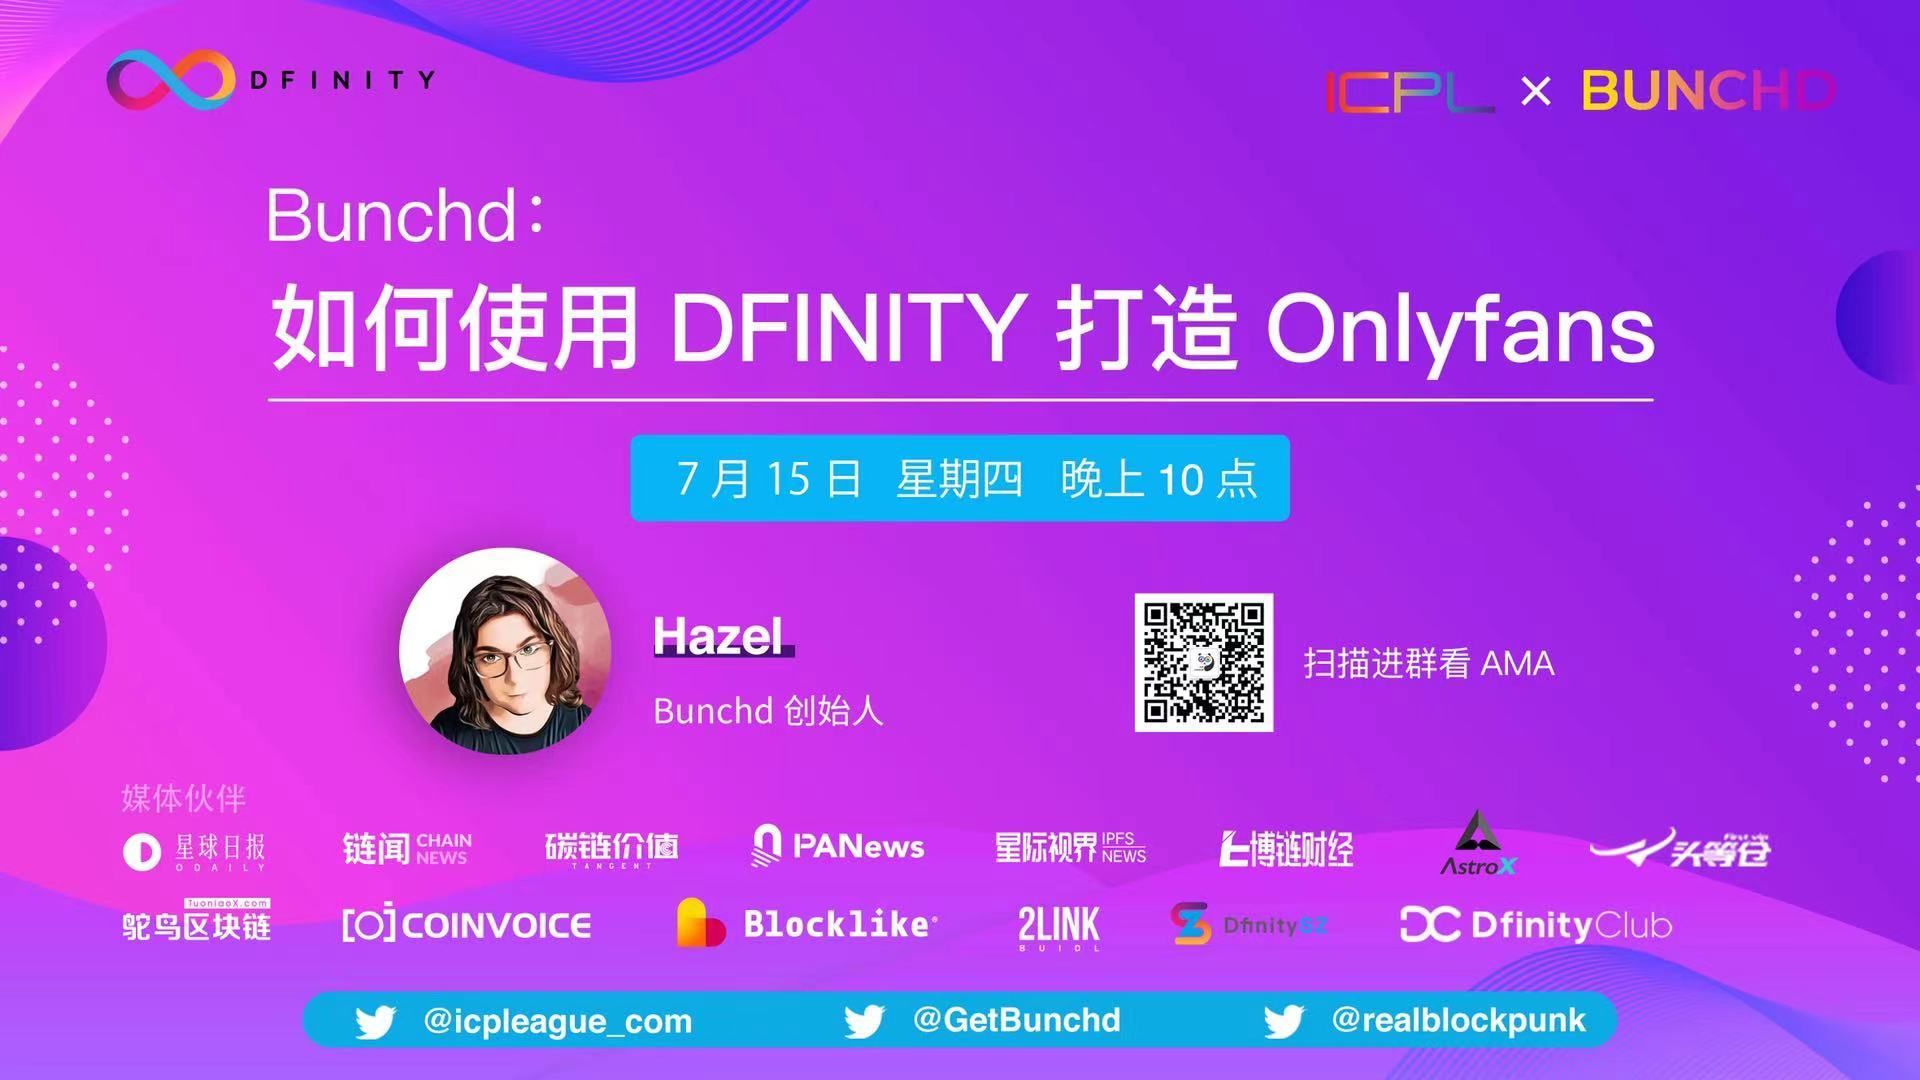 DFINITY
ICPL × BUNCHD
Bunchd：
如何使用 DFINITY 打造 Onlyfans
7 月 15 日 星期四 晚上 10 点
Hazel
Bunchd 创始人
扫描进群看 AMA
媒体伙伴
星球日报
ODAILY
链闻 CHAIN NEWS
碳链价值
TANGENT
PANews
星际视界 IPFS NEWS
博链财经
AstroX
头等仓
TuoniaoX.com
鸵鸟区块链
COINVOICE
Blocklike
2LINK
BUIDL
DfinitySZ
DfinityClub
@icpleague_com
@GetBunchd
@realblockpunk